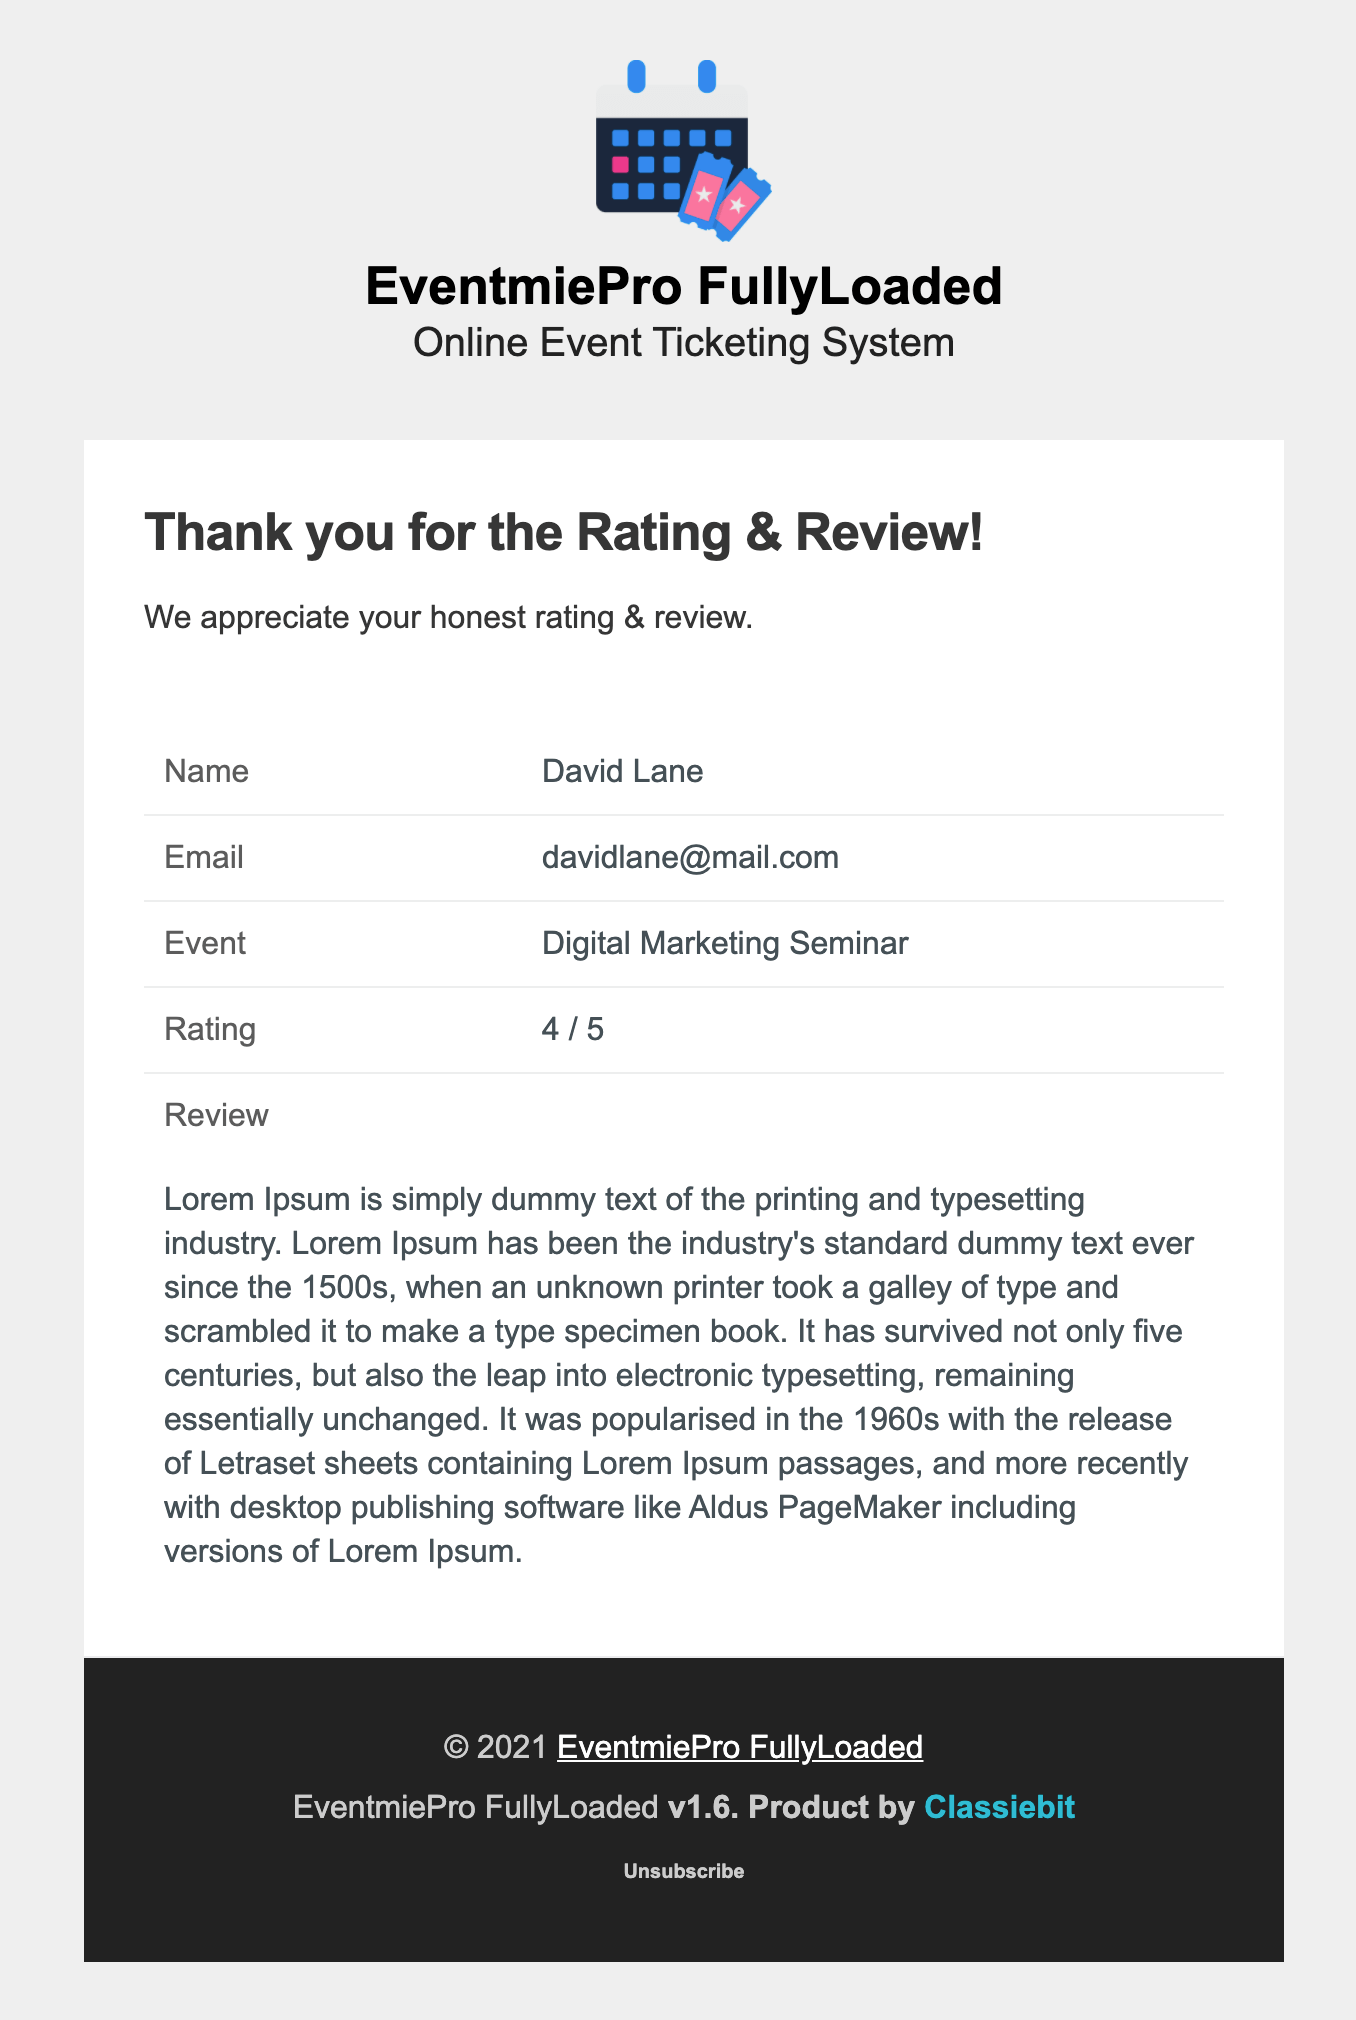 EventmiePro FullyLoaded
Online Event Ticketing System
Thank you for the Rating & Review!
We appreciate your honest rating & review.
Name David Lane
Email davidlane@mail.com
Event Digital Marketing Seminar
Rating 4 / 5
Review
Lorem Ipsum is simply dummy text of the printing and typesetting
industry. Lorem Ipsum has been the industry's standard dummy text ever
since the 1500s, when an unknown printer took a galley of type and
scrambled it to make a type specimen book. It has survived not only five
centuries, but also the leap into electronic typesetting, remaining
essentially unchanged. It was popularised in the 1960s with the release
of Letraset sheets containing Lorem Ipsum passages, and more recently
with desktop publishing software like Aldus PageMaker including
versions of Lorem Ipsum.
© 2021 EventmiePro FullyLoaded
EventmiePro FullyLoaded v1.6. Product by Classiebit
Unsubscribe